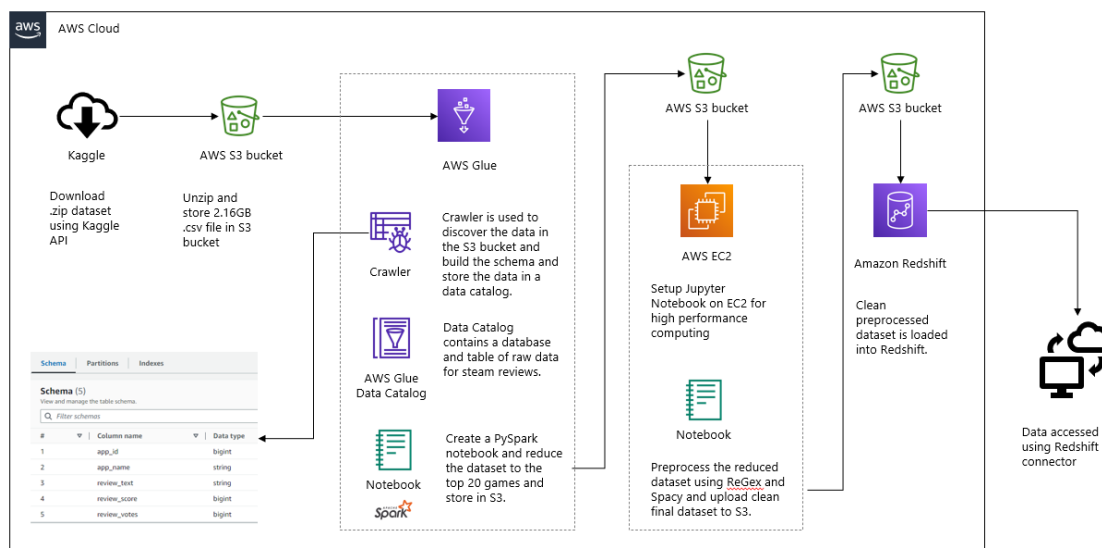 aws
AWS Cloud
Kaggle
Download
.zip dataset
using Kaggle
API
AWS S3 bucket
Unzip and
store 2.16GB
.csv file in S3
bucket
AWS Glue
Crawler
Crawler is used to
discover the data in
the S3 bucket and
build the schema and
store the data in a
data catalog.
AWS Glue
Data Catalog
Data Catalog
contains a database
and table of raw data
for steam reviews.
Notebook
APACHE
Spark
Create a PySpark
notebook and reduce
the dataset to the
top 20 games and
store in S3.
Schema Partitions Indexes
Schema (5)
View and manage the table schema.
Filter schemas
# Column name Data type
1 app_id bigint
2 app_name string
3 review_text string
4 review_score bigint
5 review_votes bigint
AWS S3 bucket
AWS EC2
Setup Jupyter
Notebook on EC2 for
high performance
computing
Notebook
Preprocess the reduced
dataset using ReGex and
Spacy and upload clean
final dataset to S3.
AWS S3 bucket
Amazon Redshift
Clean
preprocessed
dataset is loaded
into Redshift.
Data accessed
using Redshift
connector